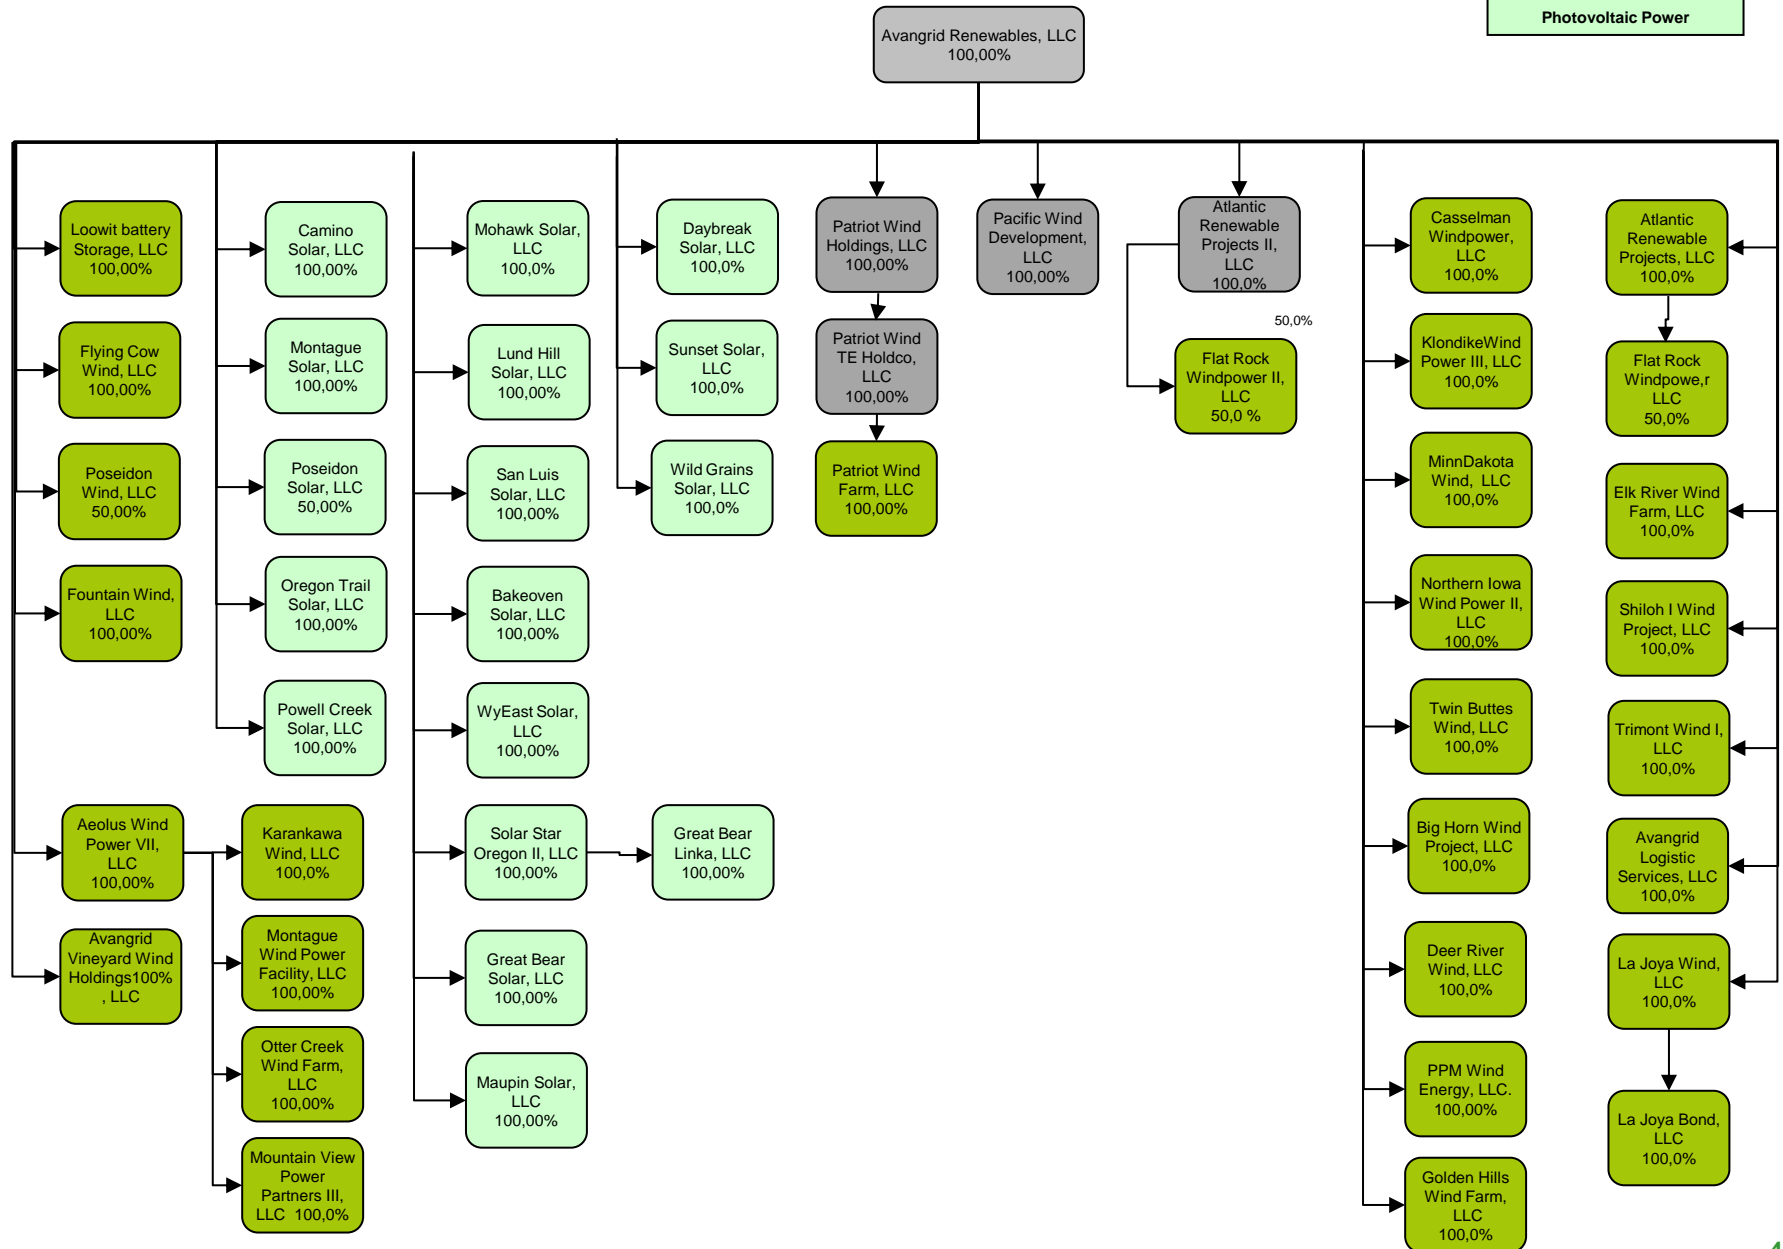 Photovoltaic Power
Avangrid Renewables, LLC
100,00%
Loowit battery
Storage, LLC
100,00%
Flying Cow
Wind, LLC
100,00%
Poseidon
Wind, LLC
50,00%
Fountain Wind,
LLC
100,00%
Aeolus Wind
Power VII,
LLC
100,00%
Avangrid
Vineyard Wind
Holdings100%
, LLC
Camino
Solar, LLC
100,00%
Montague
Solar, LLC
100,00%
Poseidon
Solar, LLC
50,00%
Oregon Trail
Solar, LLC
100,00%
Powell Creek
Solar, LLC
100,00%
Karankawa
Wind, LLC
100,0%
Montague
Wind Power
Facility, LLC
100,00%
Otter Creek
Wind Farm,
LLC
100,00%
Mountain View
Power
Partners III,
LLC 100,0%
Mohawk Solar,
LLC
100,0%
Lund Hill
Solar, LLC
100,00%
San Luis
Solar, LLC
100,00%
Bakeoven
Solar, LLC
100,00%
WyEast Solar,
LLC
100,00%
Solar Star
Oregon II, LLC
100,00%
Great Bear
Solar, LLC
100,00%
Maupin Solar,
LLC
100,00%
Daybreak
Solar, LLC
100,0%
Sunset Solar,
LLC
100,0%
Wild Grains
Solar, LLC
100,0%
Great Bear
Linka, LLC
100,00%
Patriot Wind
Holdings, LLC
100,00%
Patriot Wind
TE Holdco,
LLC
100,00%
Patriot Wind
Farm, LLC
100,00%
Pacific Wind
Development,
LLC
100,00%
Atlantic
Renewable
Projects II,
LLC
100,0%
50,0%
Flat Rock
Windpower II,
LLC
50,0 %
Casselman
Windpower,
LLC
100,0%
KlondikeWind
Power III, LLC
100,0%
MinnDakota
Wind, LLC
100,0%
Northern Iowa
Wind Power II,
LLC
100,0%
Twin Buttes
Wind, LLC
100,0%
Big Horn Wind
Project, LLC
100,0%
Deer River
Wind, LLC
100,0%
PPM Wind
Energy, LLC.
100,00%
Golden Hills
Wind Farm,
LLC
100,0%
Atlantic
Renewable
Projects, LLC
100,0%
Flat Rock
Windpowe,r
LLC
50,0%
Elk River Wind
Farm, LLC
100,0%
Shiloh I Wind
Project, LLC
100,0%
Trimont Wind I,
LLC
100,0%
Avangrid
Logistic
Services, LLC
100,0%
La Joya Wind,
LLC
100,0%
La Joya Bond,
LLC
100,0%